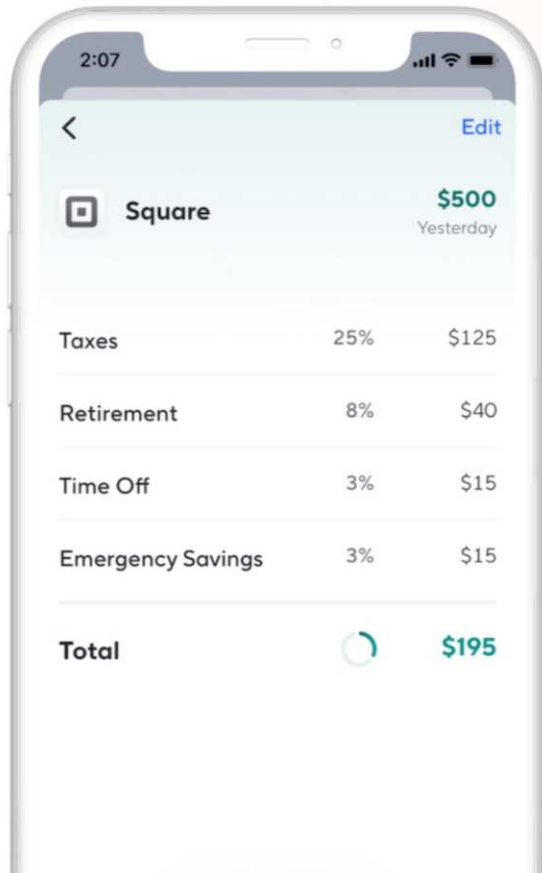 2:07
Edit
Square $500
Yesterday
Taxes 25% $125
Retirement 8% $40
Time Off 3% $15
Emergency Savings 3% $15
Total $195